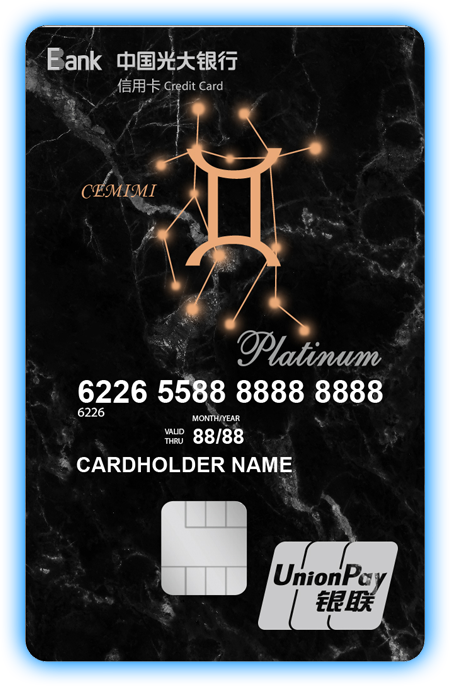 Bank 中国光大银行
信用卡 Credit Card
CEMIMI
Platinum
6226 5588 8888 8888
6226
MONTH/YEAR
VALID THRU 88/88
CARDHOLDER NAME
UnionPay
银联